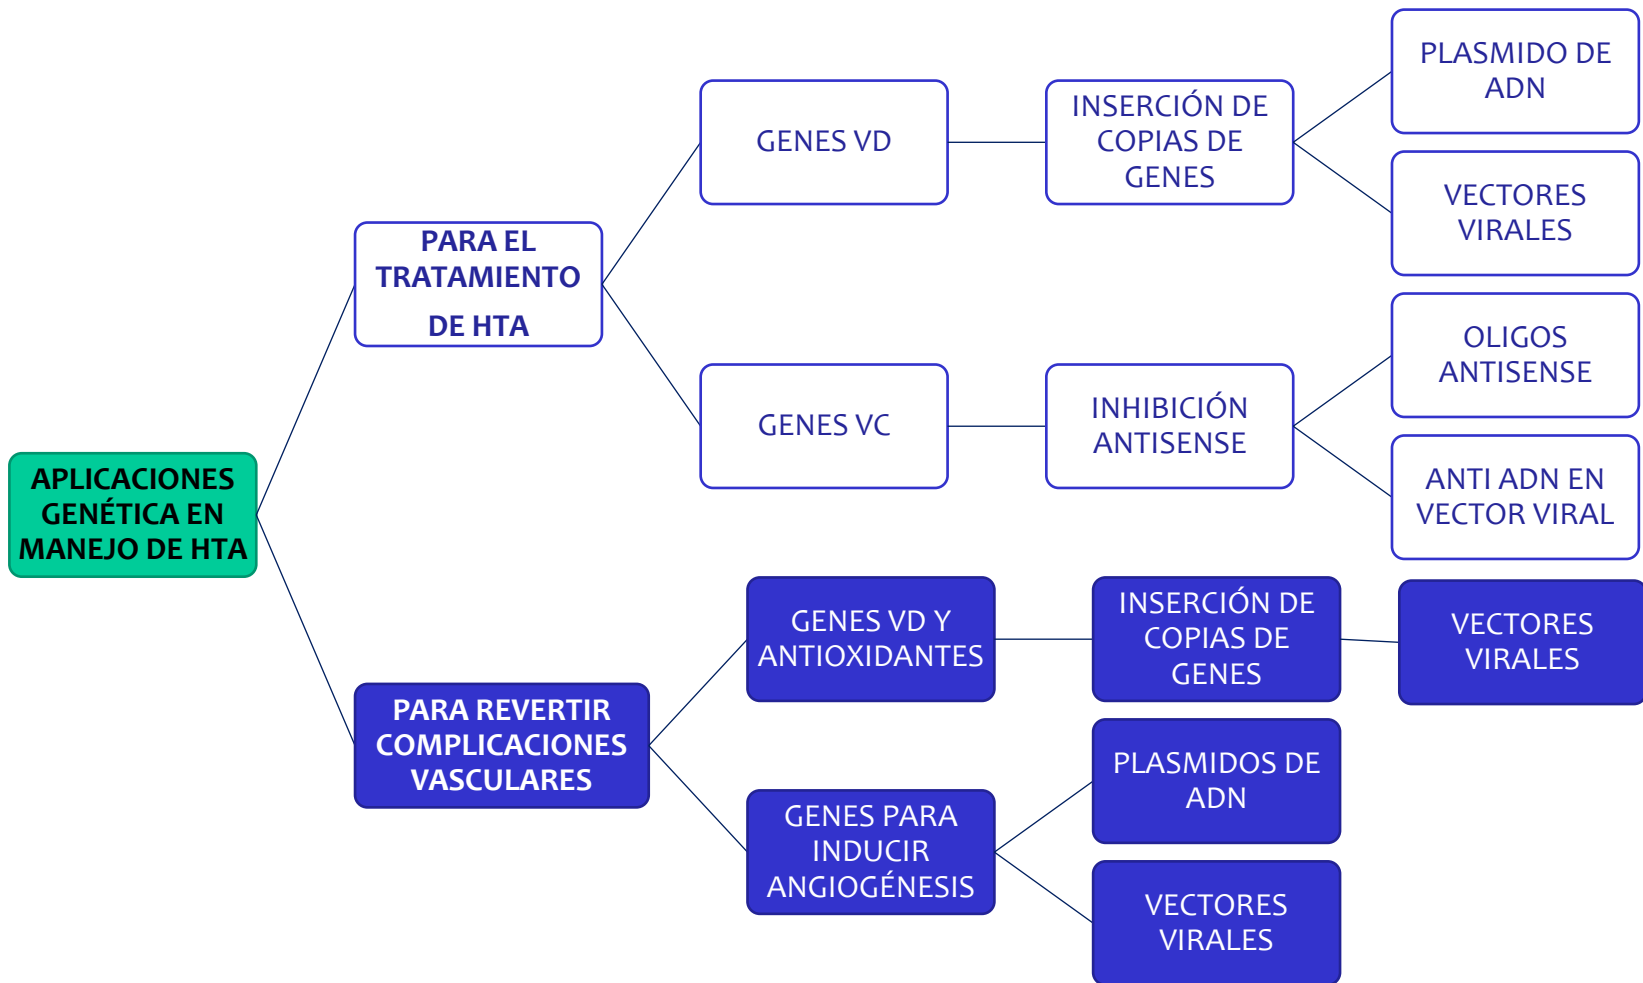 APLICACIONES
GENÉTICA EN
MANEJO DE HTA
PARA EL
TRATAMIENTO
DE HTA
GENES VD
INSERCIÓN DE
COPIAS DE
GENES
PLASMIDO DE
ADN
VECTORES
VIRALES
GENES VC
INHIBICIÓN
ANTISENSE
OLIGOS
ANTISENSE
ANTI ADN EN
VECTOR VIRAL
PARA REVERTIR
COMPLICACIONES
VASCULARES
GENES VD Y
ANTIOXIDANTES
INSERCIÓN DE
COPIAS DE
GENES
VECTORES
VIRALES
GENES PARA
INDUCIR
ANGIOGÉNESIS
PLASMIDOS DE
ADN
VECTORES
VIRALES